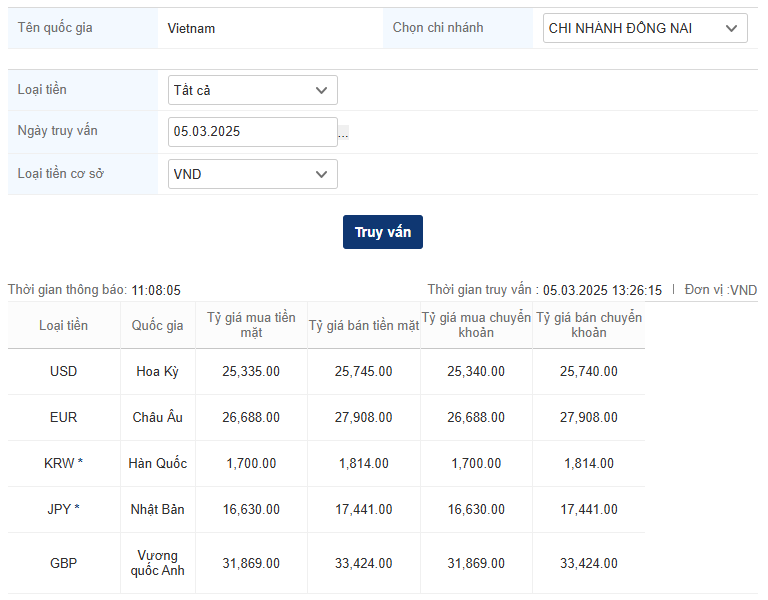 Tên quốc gia Vietnam Chọn chi nhánh CHI NHÁNH ĐỒNG NAI
Loại tiền Tất cả
Ngày truy vấn 05.03.2025 ...
Loại tiền cơ sở VND
Truy vấn
Thời gian thông báo: 11:08:05 Thời gian truy vấn : 05.03.2025 13:26:15 | Đơn vị :VND
Loại tiền Quốc gia Tỷ giá mua tiền mặt Tỷ giá bán tiền mặt Tỷ giá mua chuyển khoản Tỷ giá bán chuyển khoản
USD Hoa Kỳ 25,335.00 25,745.00 25,340.00 25,740.00
EUR Châu Âu 26,688.00 27,908.00 26,688.00 27,908.00
KRW * Hàn Quốc 1,700.00 1,814.00 1,700.00 1,814.00
JPY * Nhật Bản 16,630.00 17,441.00 16,630.00 17,441.00
GBP Vương quốc Anh 31,869.00 33,424.00 31,869.00 33,424.00